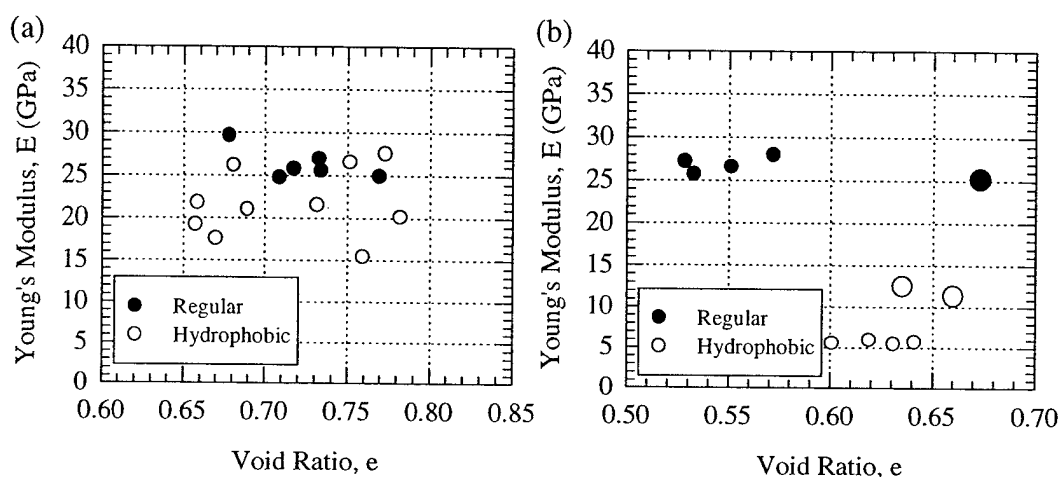 (a)
40
35
30
25
20
15
10
5
0
Young's Modulus, E (GPa)
Regular
Hydrophobic
0.60 0.65 0.70 0.75 0.80 0.85
Void Ratio, e
(b)
40
35
30
25
20
15
10
5
0
Young's Modulus, E (GPa)
Regular
Hydrophobic
0.50 0.55 0.60 0.65 0.70
Void Ratio, e